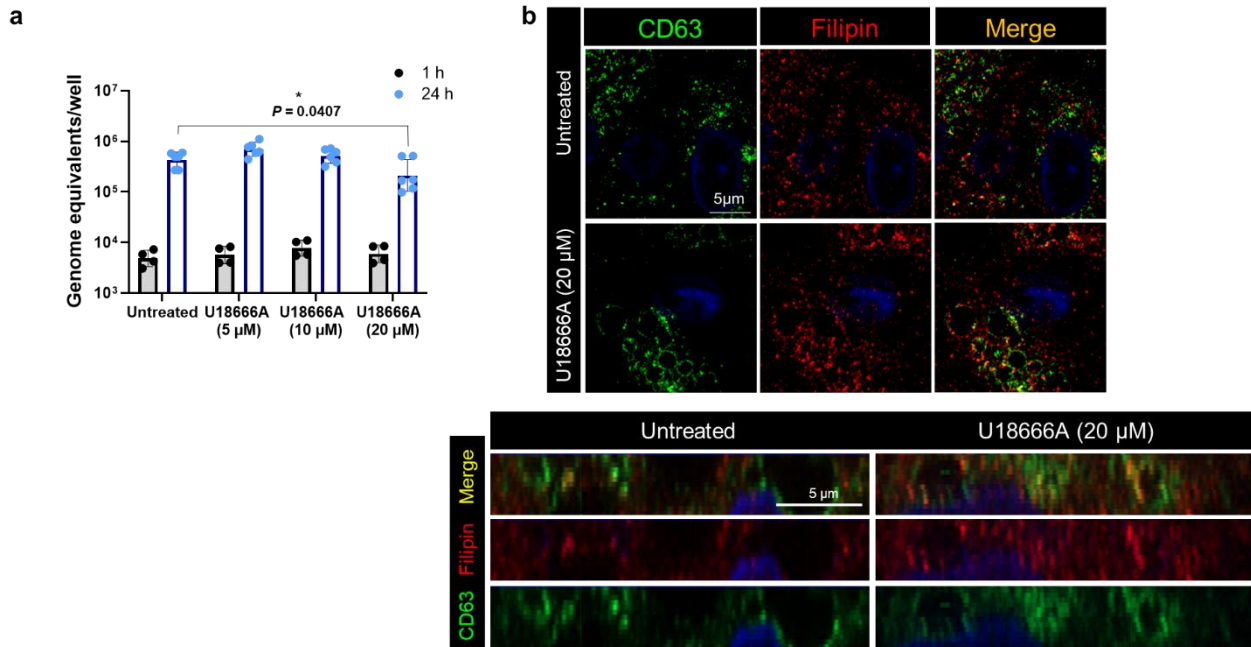 a
1 h
24 h
*
P = 0.0407
Genome equivalents/well
10⁷
10⁶
10⁵
10⁴
10³
Untreated
U18666A
(5 µM)
U18666A
(10 µM)
U18666A
(20 µM)
b
CD63
Filipin
Merge
Untreated
5µm
U18666A (20 µM)
Untreated
U18666A (20 µM)
Merge
5 µm
Filipin
CD63